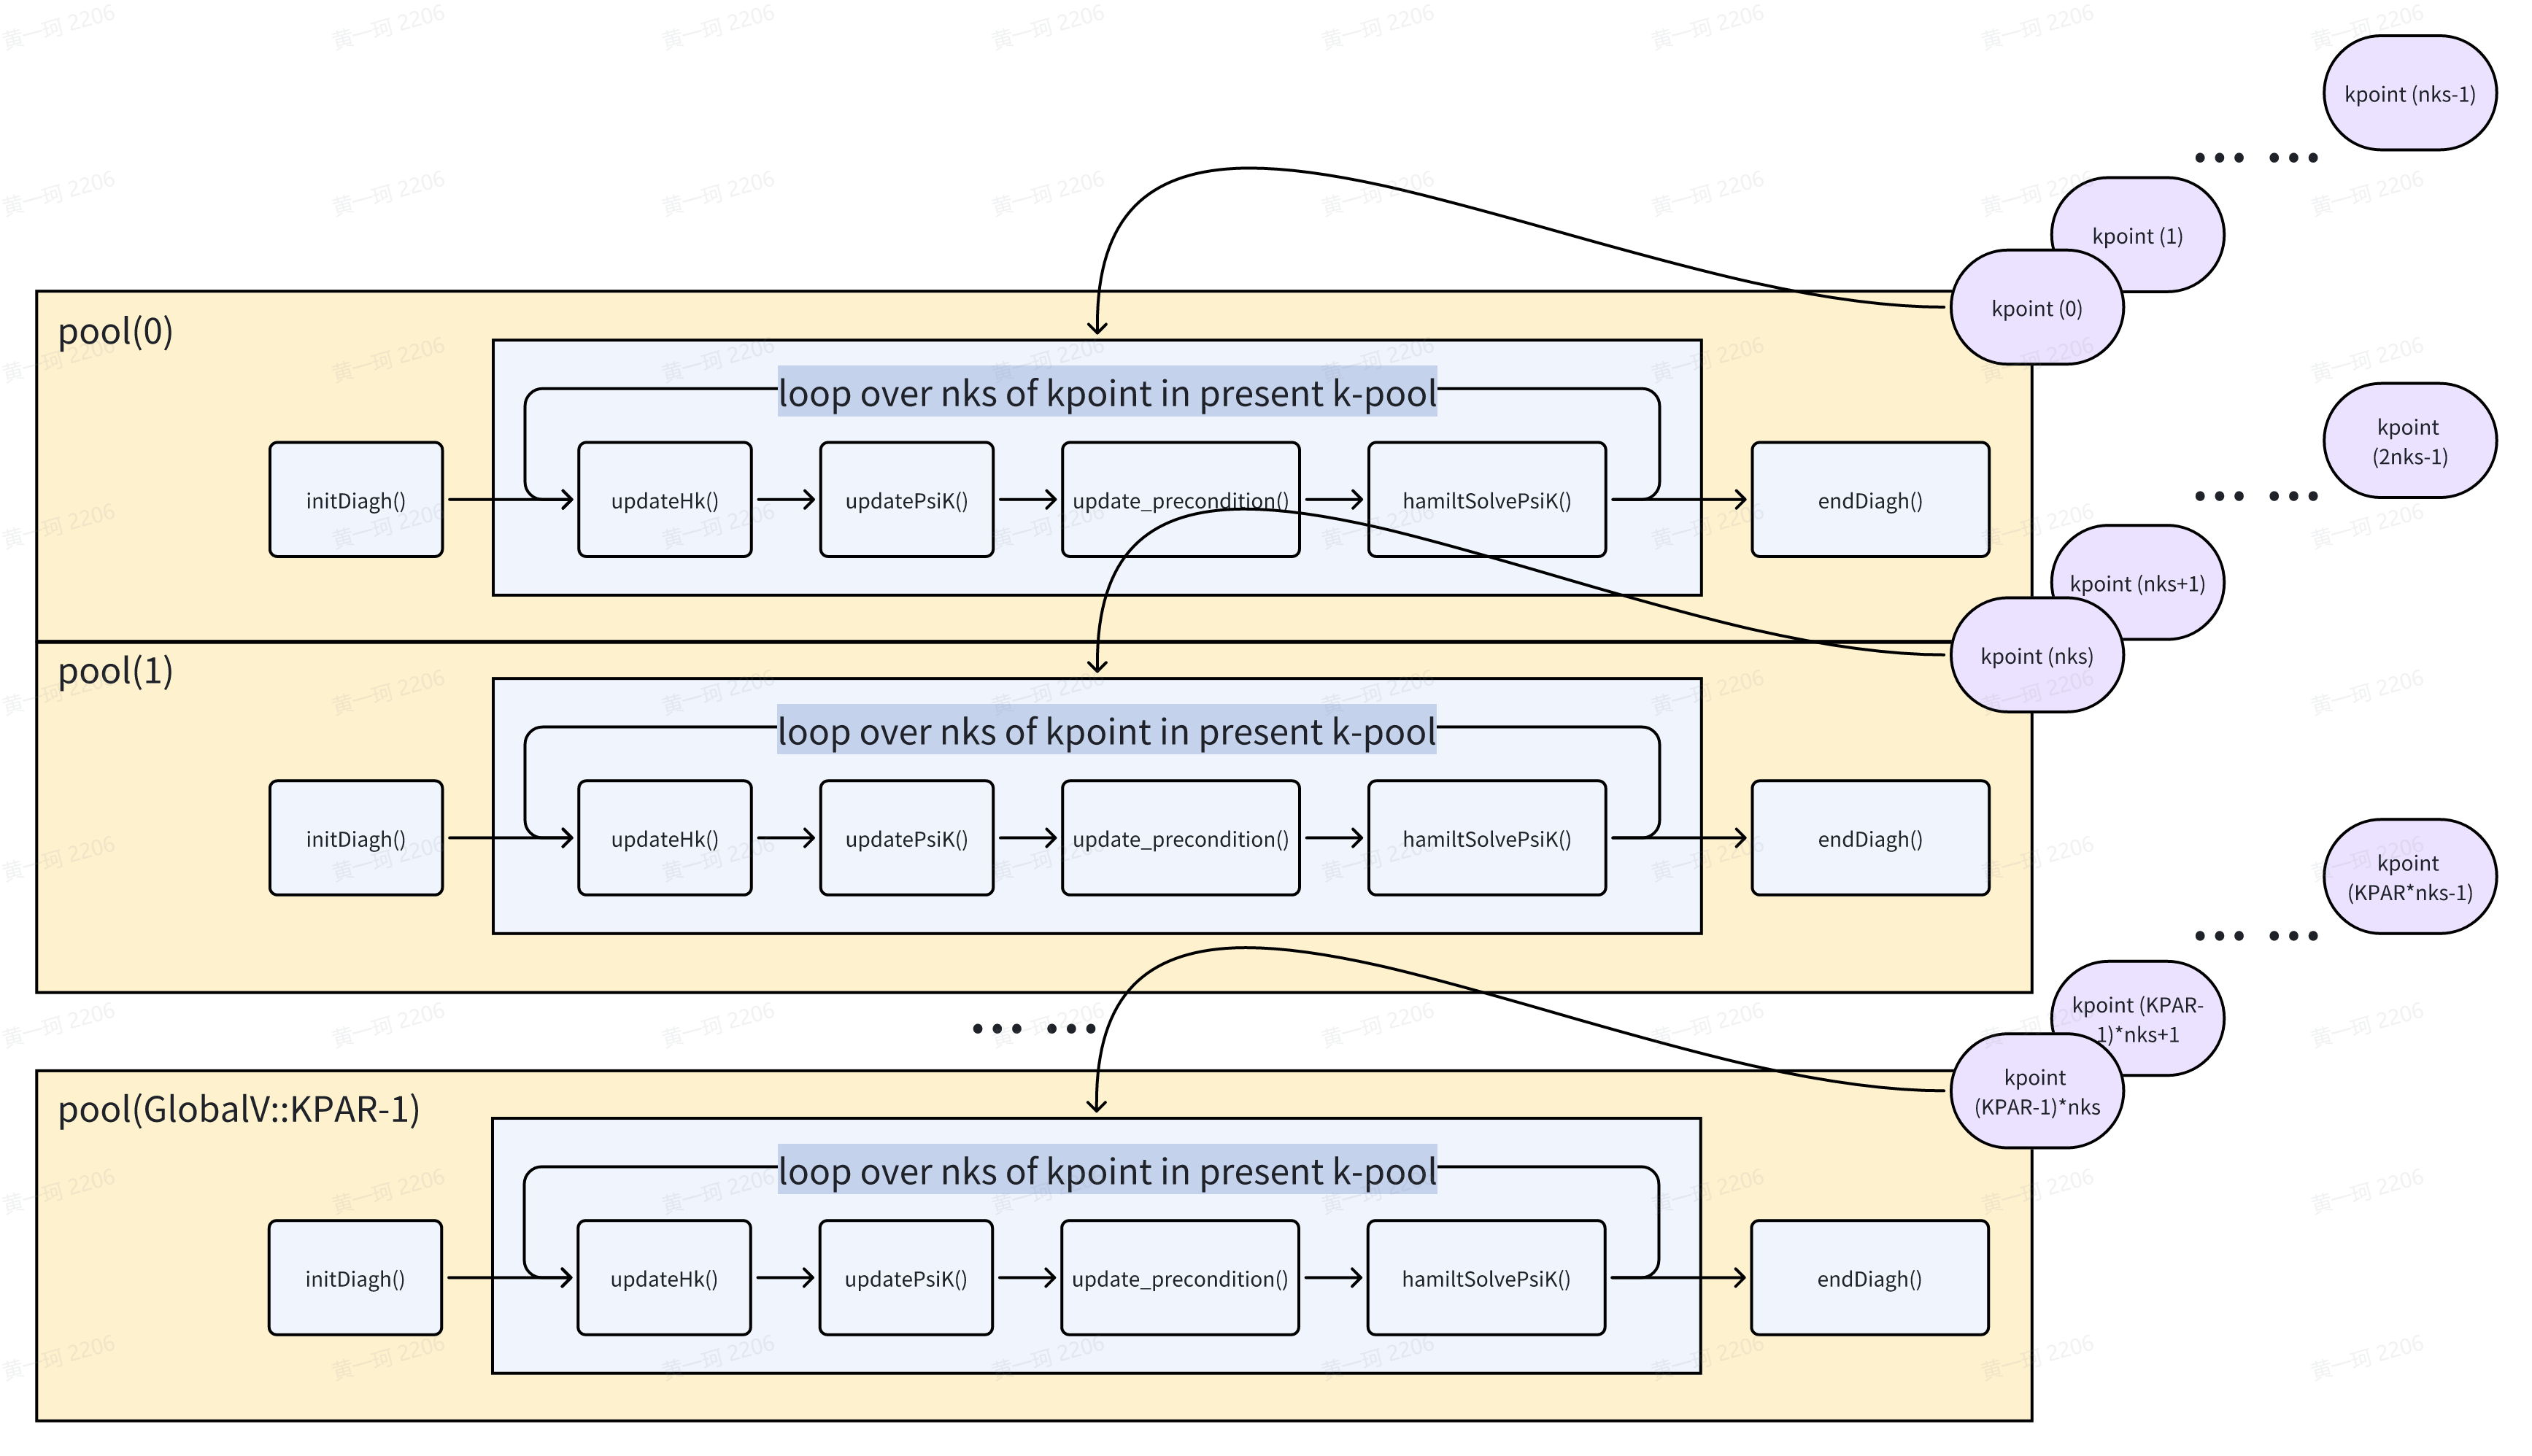 kpoint (nks-1)
kpoint (1)
kpoint (0)
pool(0)
loop over nks of kpoint in present k-pool
initDiagh()
updateHk()
updatePsiK()
update_precondition()
hamiltSolvePsiK()
endDiagh()
kpoint
(2nks-1)
kpoint (nks+1)
kpoint (nks)
pool(1)
loop over nks of kpoint in present k-pool
initDiagh()
updateHk()
updatePsiK()
update_precondition()
hamiltSolvePsiK()
endDiagh()
kpoint
(KPAR*nks-1)
kpoint (KPAR-
1)*nks+1
kpoint
(KPAR-1)*nks
... ...
pool(GlobalV::KPAR-1)
loop over nks of kpoint in present k-pool
initDiagh()
updateHk()
updatePsiK()
update_precondition()
hamiltSolvePsiK()
endDiagh()
黄一珂 2206